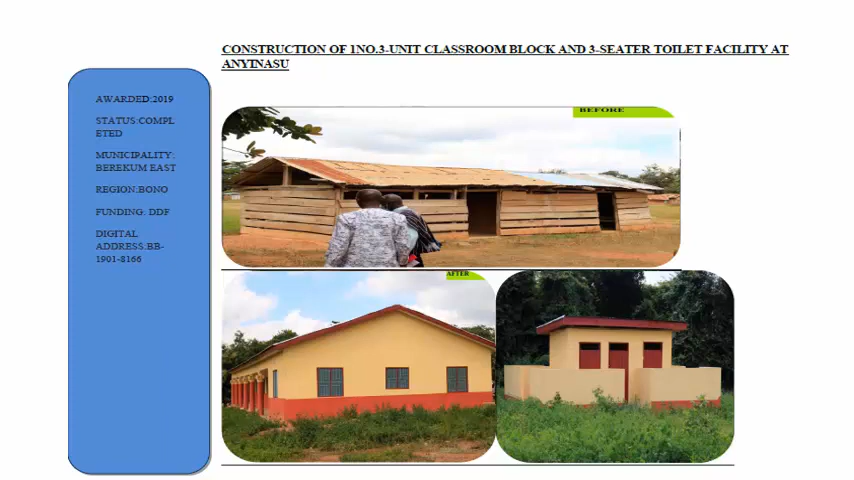 CONSTRUCTION OF 1NO.3-UNIT CLASSROOM BLOCK AND 3-SEATER TOILET FACILITY AT
ANYINASU
AWARDED:2019
STATUS:COMPL
ETED
MUNICIPALITY:
BEREKUM EAST
REGION:BONO
FUNDING: DDF
DIGITAL
ADDRESS:BB-
1901-8166
BEFORE
AFTER